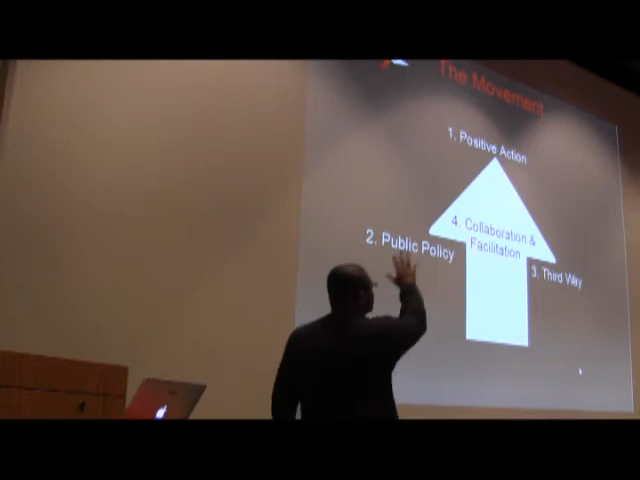 The Movement
1. Positive Action
4. Collaboration &
Facilitation
2. Public Policy
3. Third Way